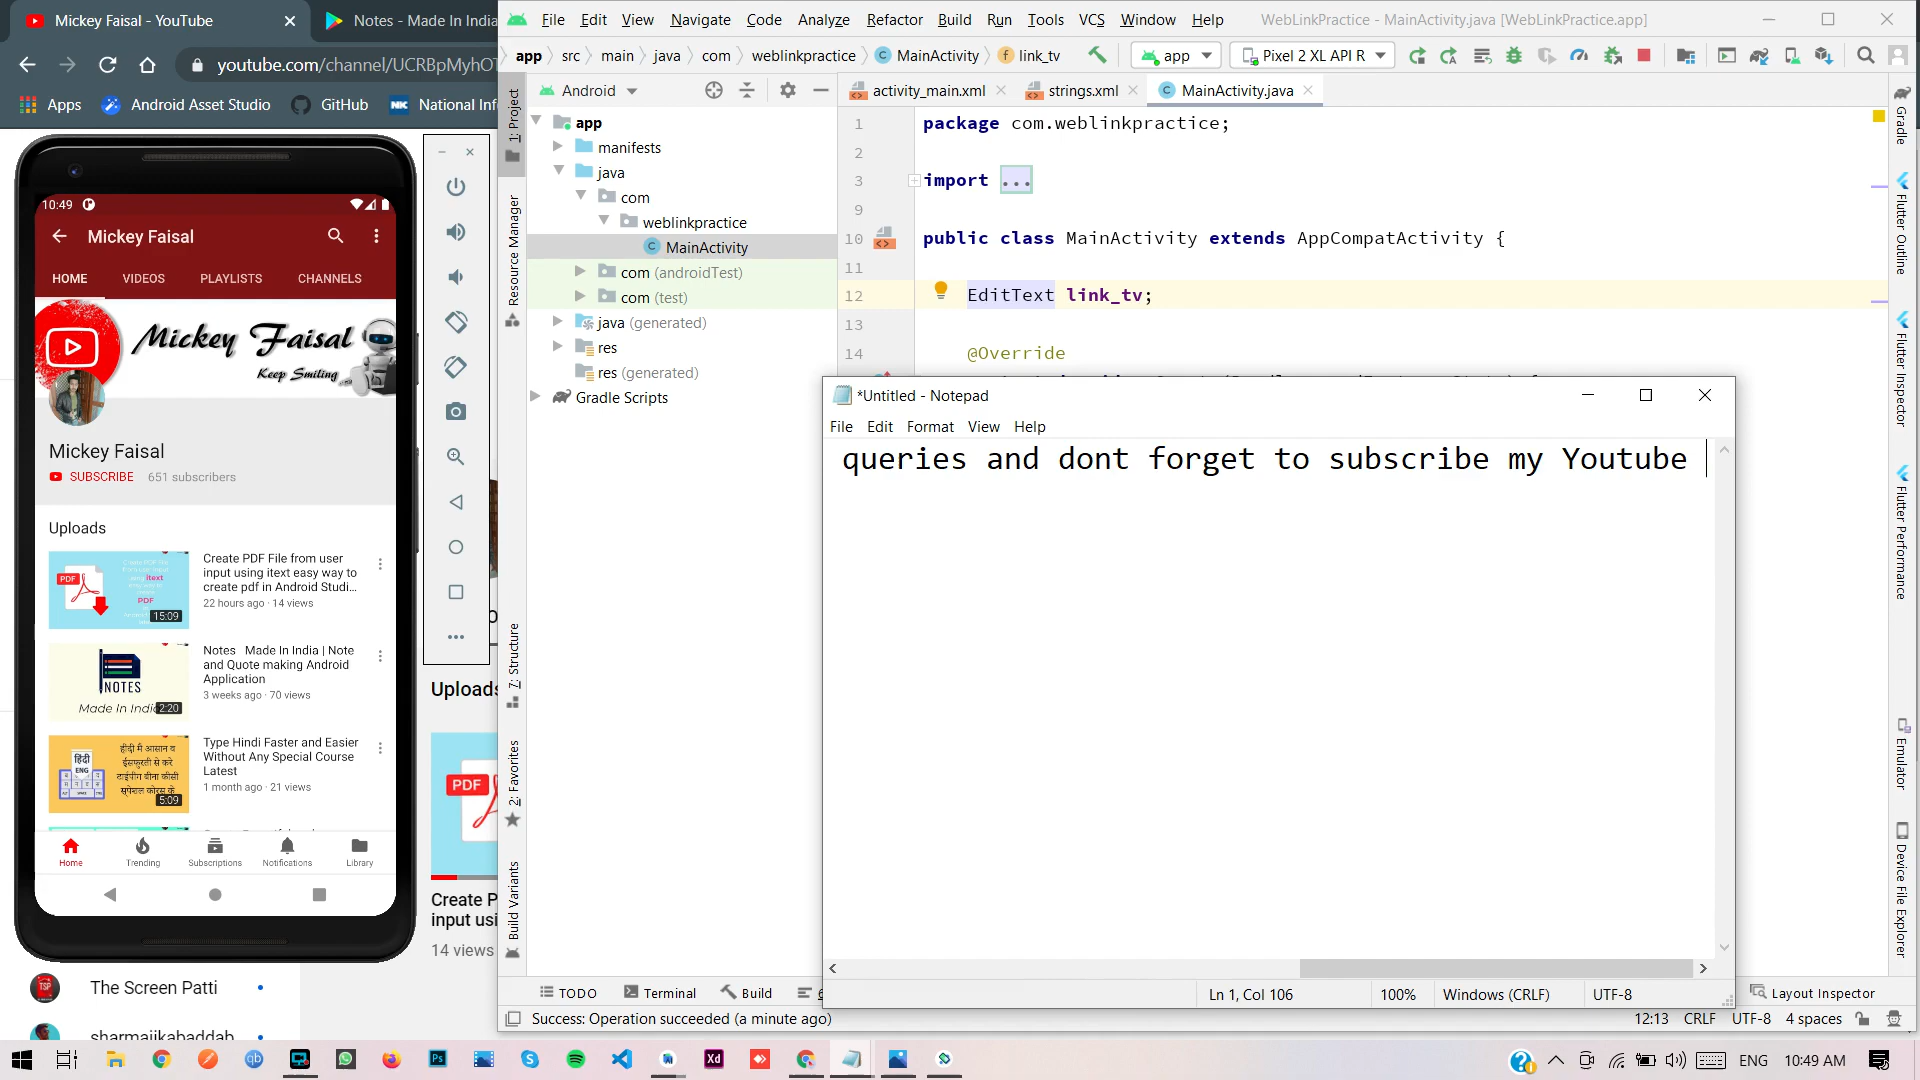 Mickey Faisal - YouTube
Notes - Made In India
youtube.com/channel/UCRBpMyhOT
Apps
Android Asset Studio
GitHub
NK
National Inf
File Edit View Navigate Code Analyze Refactor Build Run Tools VCS Window Help
WebLinkPractice - MainActivity.java [WebLinkPractice.app]
app src main java com weblinkpractice MainActivity link_tv
app
Pixel 2 XL API R
Android
activity_main.xml
strings.xml
MainActivity.java
1: Project
Resource Manager
7: Structure
2: Favorites
Build Variants
app
manifests
java
com
weblinkpractice
MainActivity
com (androidTest)
com (test)
java (generated)
res
res (generated)
Gradle Scripts
1 package com.weblinkpractice;
2
3 import ...
9
10 public class MainActivity extends AppCompatActivity {
11
12 EditText link_tv;
13
14 @Override
Gradle
Flutter Outline
Flutter Inspector
Flutter Performance
Emulator
Device File Explorer
*Untitled - Notepad
File Edit Format View Help
queries and dont forget to subscribe my Youtube
Ln 1, Col 106
100%
Windows (CRLF)
UTF-8
TODO
Terminal
Build
Layout Inspector
Success: Operation succeeded (a minute ago)
12:13 CRLF UTF-8 4 spaces
10:49
Mickey Faisal
HOME VIDEOS PLAYLISTS CHANNELS
Mickey Faisal
Keep Smiling
Mickey Faisal
SUBSCRIBE 651 subscribers
Uploads
PDF
15:09
Create PDF File from user
input using itext easy way to
create pdf in Android Studi...
22 hours ago · 14 views
NOTES
2:20
Notes Made In India | Note
and Quote making Android
Application
3 weeks ago · 70 views
हिंदी
ENG
5:09
Type Hindi Faster and Easier
Without Any Special Course
Latest
1 month ago · 21 views
Home
Trending
Subscriptions
Notifications
Library
Uploads
PDF
Create P
input usi
14 views
TSP
The Screen Patti
Xd
Ps
qb
ENG
10:49 AM